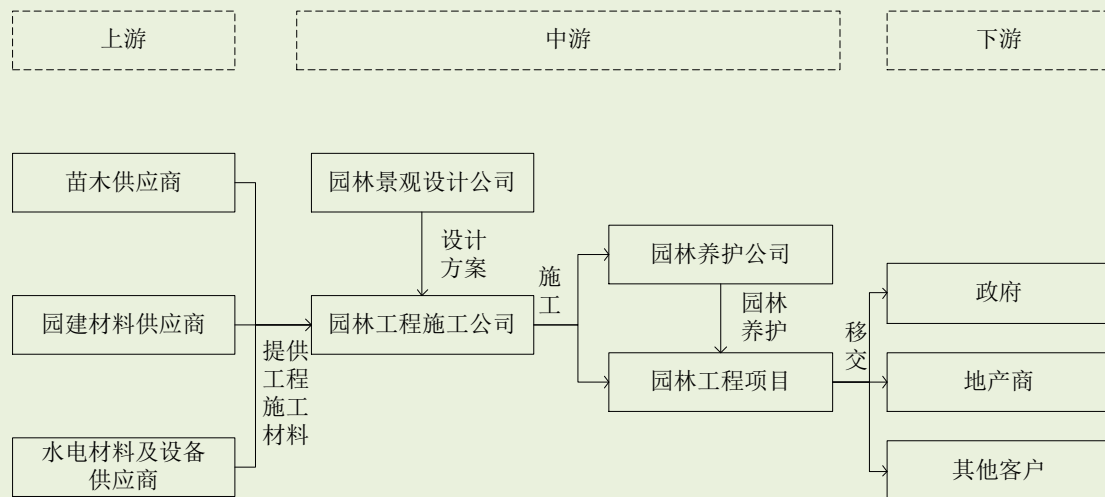 上游
中游
下游
苗木供应商
园林景观设计公司
设计
方案
园林养护公司
施
工
园林
养护
政府
园建材料供应商
园林工程施工公司
提供
工程
施工
材料
移
交
园林工程项目
地产商
水电材料及设备
供应商
其他客户